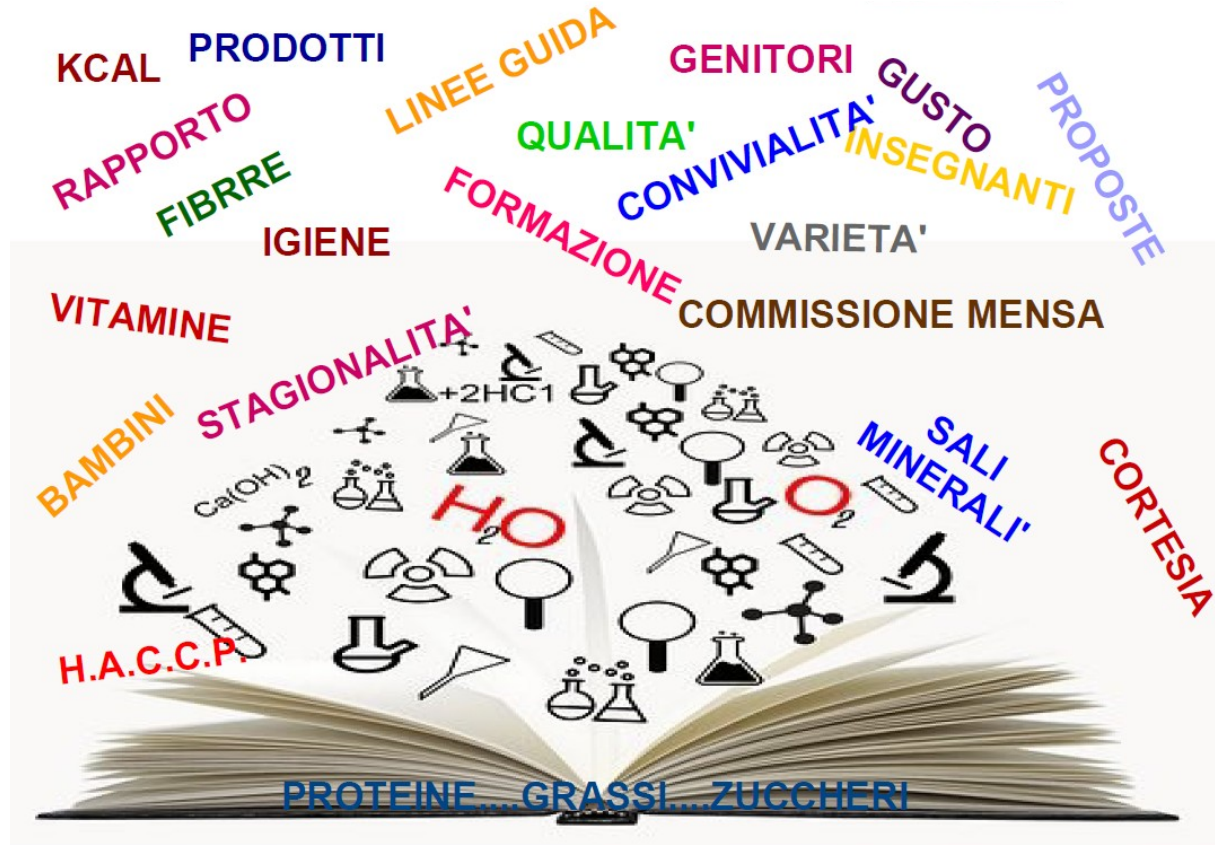 KCAL
PRODOTTI
LINEE GUIDA
GENITORI
GUSTO
PROPOSTE
RAPPORTO
FIBRRE
QUALITA'
CONVIVIALITA'
INSEGNANTI
IGIENE
FORMAZIONE
VARIETA'
VITAMINE
STAGIONALITA'
COMMISSIONE MENSA
+2HC1
BAMBINI
SALI
MINERALI'
CORTESIA
Ca(OH)2
H2O
O2
H.A.C.C.P.
PROTEINE....GRASSI....ZUCCHERI